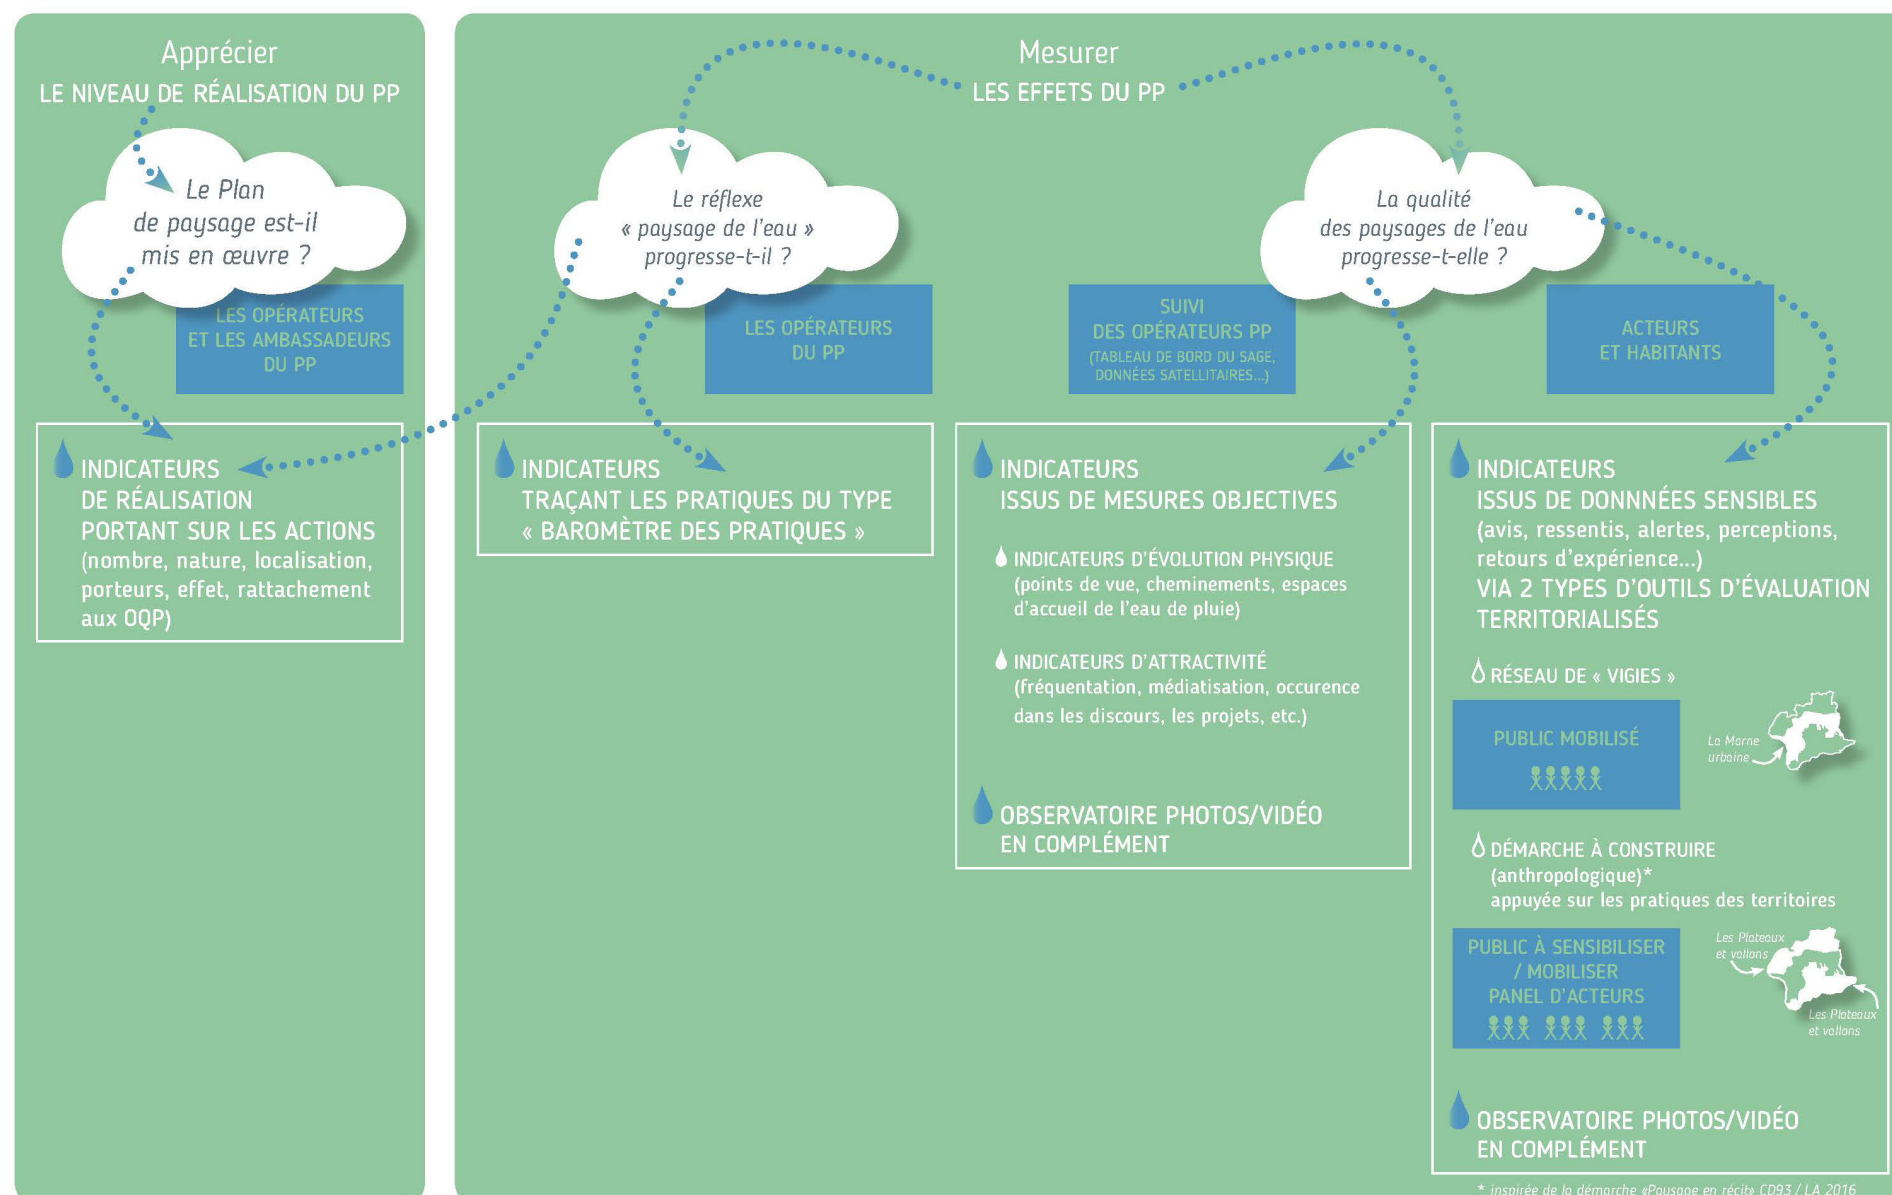 Apprécier
LE NIVEAU DE RÉALISATION DU PP
Le Plan
de paysage est-il
mis en œuvre ?
LES OPÉRATEURS
ET LES AMBASSADEURS
DU PP
INDICATEURS
DE RÉALISATION
PORTANT SUR LES ACTIONS
(nombre, nature, localisation,
porteurs, effet, rattachement
aux OQP)
Mesurer
LES EFFETS DU PP
Le réflexe
« paysage de l'eau »
progresse-t-il ?
LES OPÉRATEURS
DU PP
INDICATEURS
TRAÇANT LES PRATIQUES DU TYPE
« BAROMÈTRE DES PRATIQUES »
La qualité
des paysages de l'eau
progresse-t-elle ?
SUIVI
DES OPÉRATEURS PP
(TABLEAU DE BORD DU SAGE,
DONNÉES SATELLITAIRES...)
INDICATEURS
ISSUS DE MESURES OBJECTIVES
INDICATEURS D'ÉVOLUTION PHYSIQUE
(points de vue, cheminements, espaces
d'accueil de l'eau de pluie)
INDICATEURS D'ATTRACTIVITÉ
(fréquentation, médiatisation, occurence
dans les discours, les projets, etc.)
OBSERVATOIRE PHOTOS/VIDÉO
EN COMPLÉMENT
ACTEURS
ET HABITANTS
INDICATEURS
ISSUS DE DONNNÉES SENSIBLES
(avis, ressentis, alertes, perceptions,
retours d'expérience...)
VIA 2 TYPES D'OUTILS D'ÉVALUATION
TERRITORIALISÉS
RÉSEAU DE « VIGIES »
PUBLIC MOBILISÉ
La Marne
urbaine
DÉMARCHE À CONSTRUIRE
(anthropologique)*
appuyée sur les pratiques des territoires
PUBLIC À SENSIBILISER
/ MOBILISER
PANEL D'ACTEURS
Les Plateaux
et vallons
Les Plateaux
et vallons
OBSERVATOIRE PHOTOS/VIDÉO
EN COMPLÉMENT
* inspirée de la démarche «Paysage en récit» CD93 / LA 2016